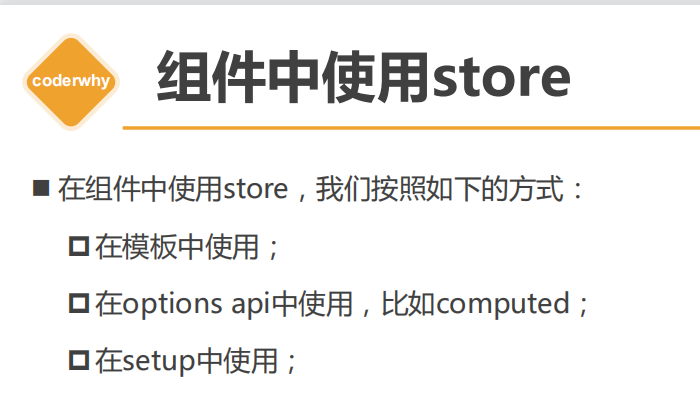 coderwhy
组件中使用store
在组件中使用store，我们按照如下的方式：
在模板中使用；
在options api中使用，比如computed；
在setup中使用；